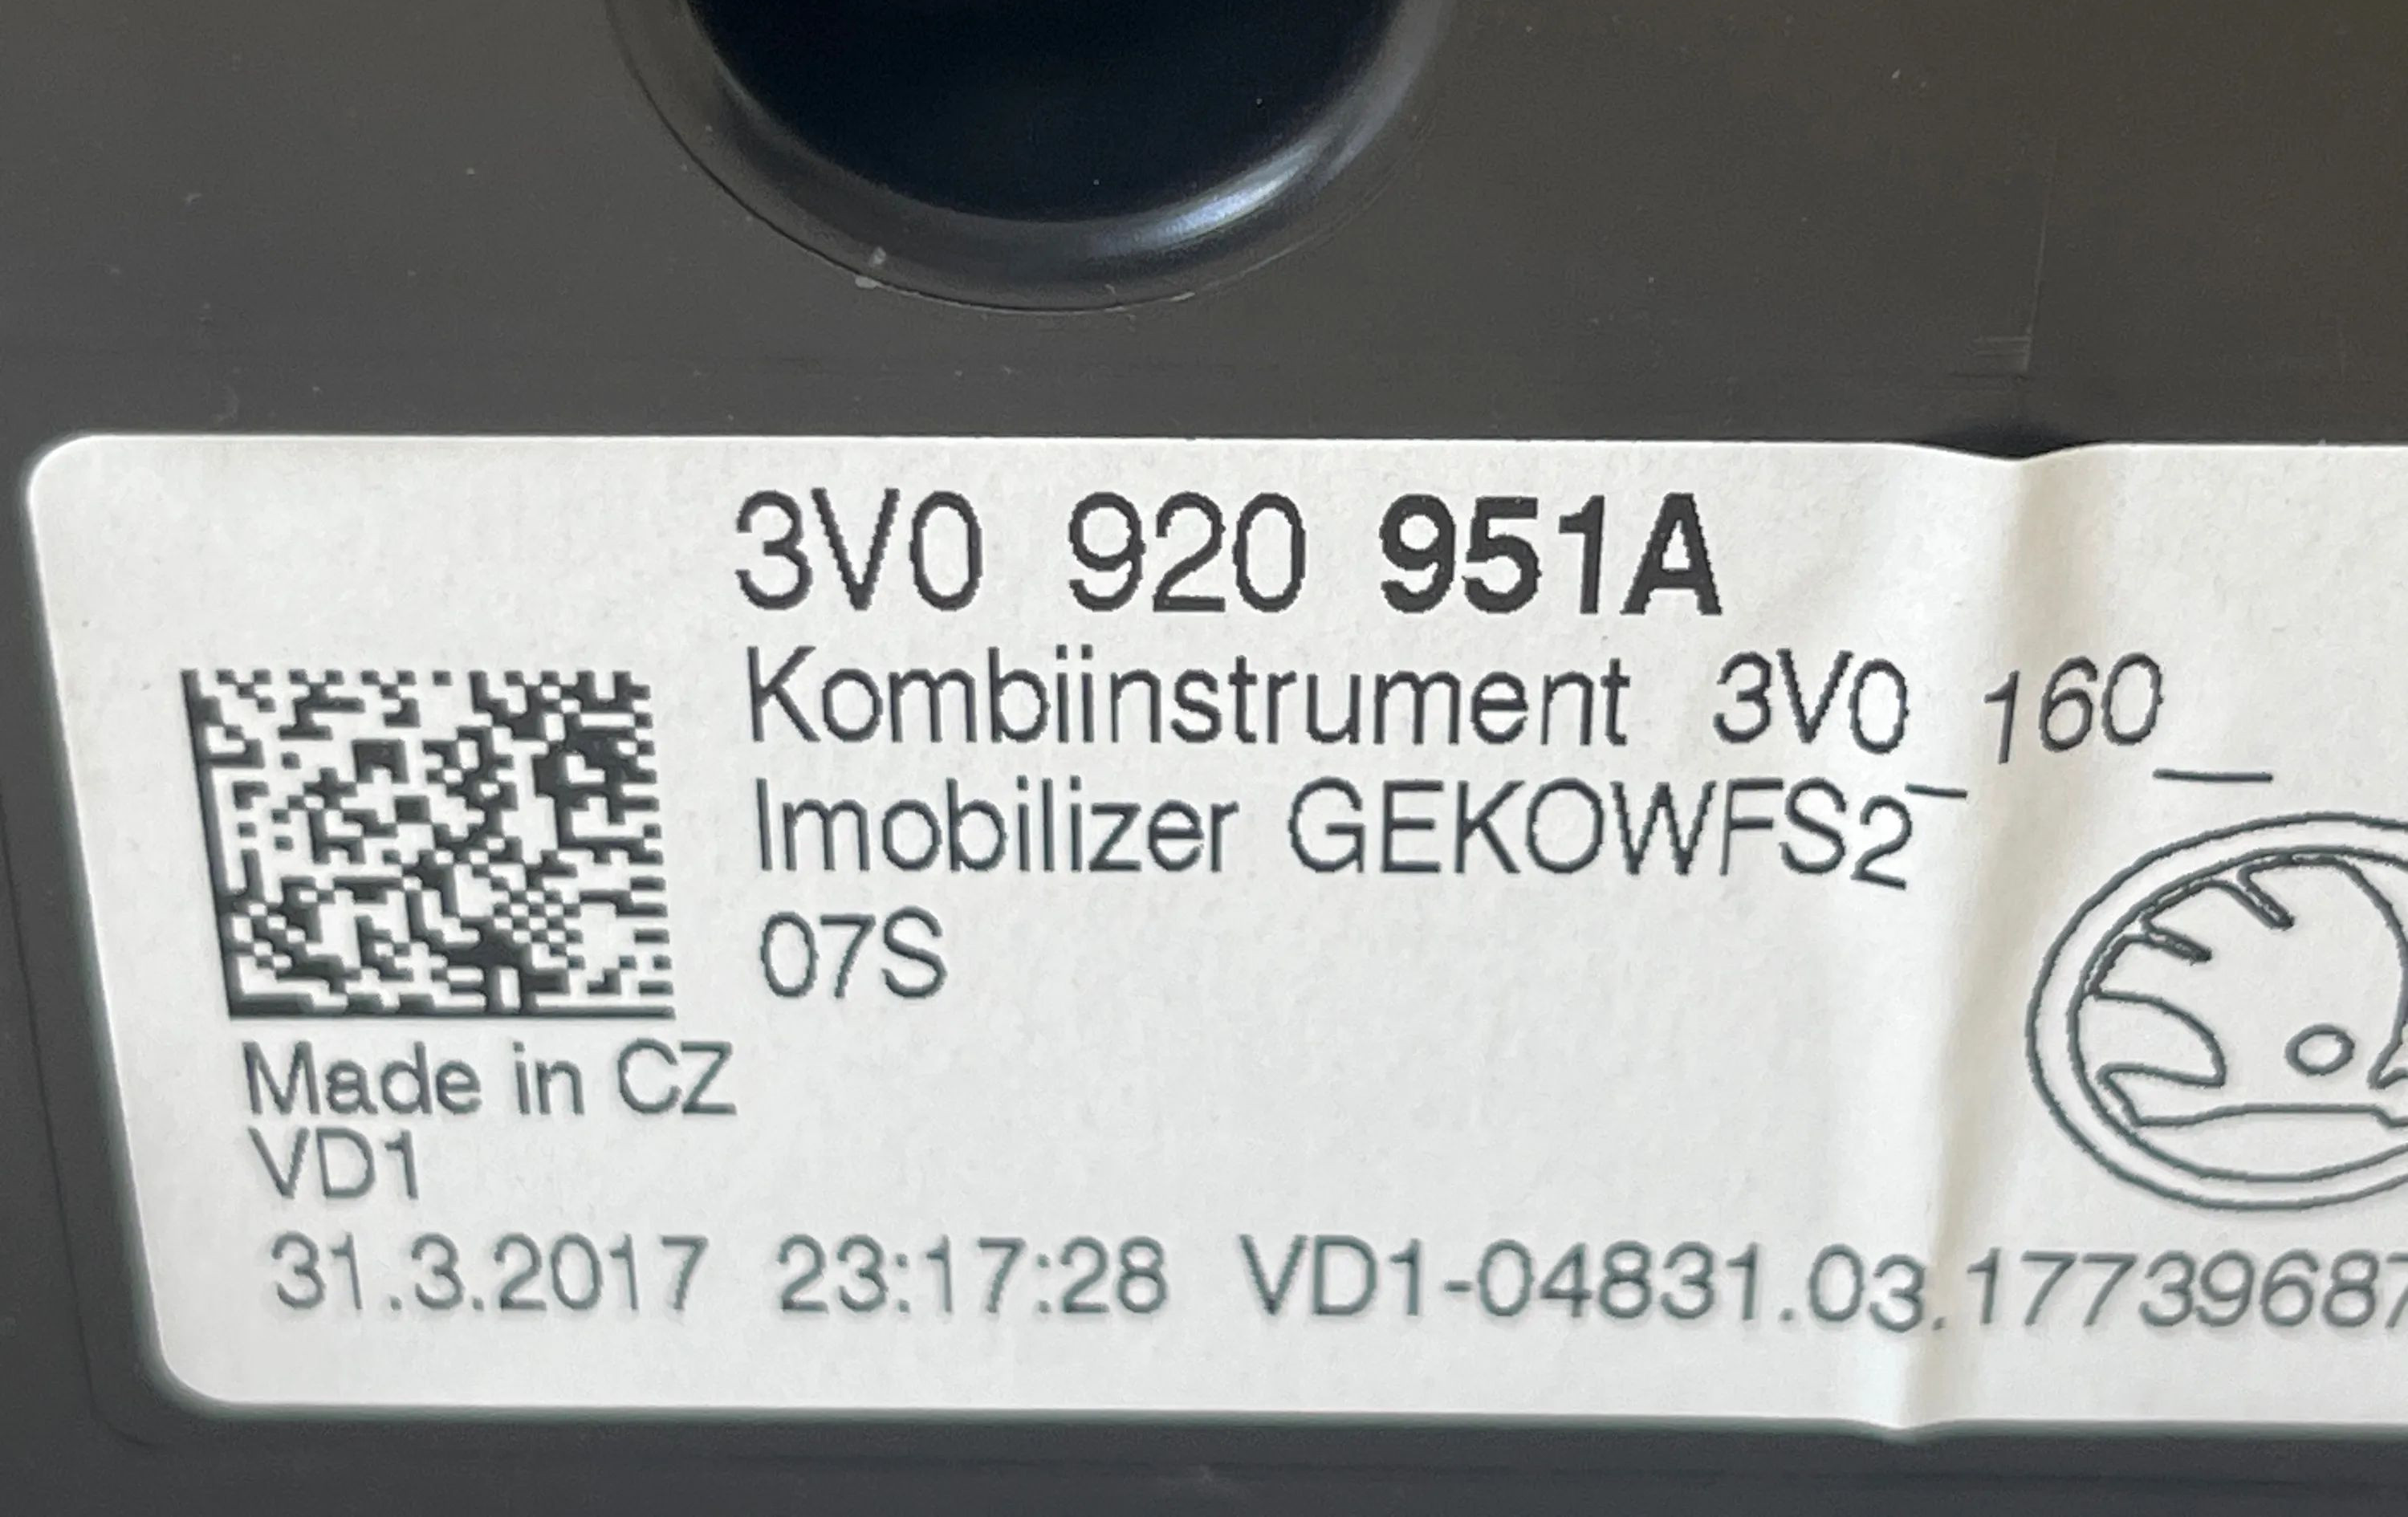 3V0 920 951A
Kombiinstrument 3V0 160
Imobilizer GEKOWFS2
07S
Made in CZ
VD1
31.3.2017 23:17:28 VD1-04831.03.17739687